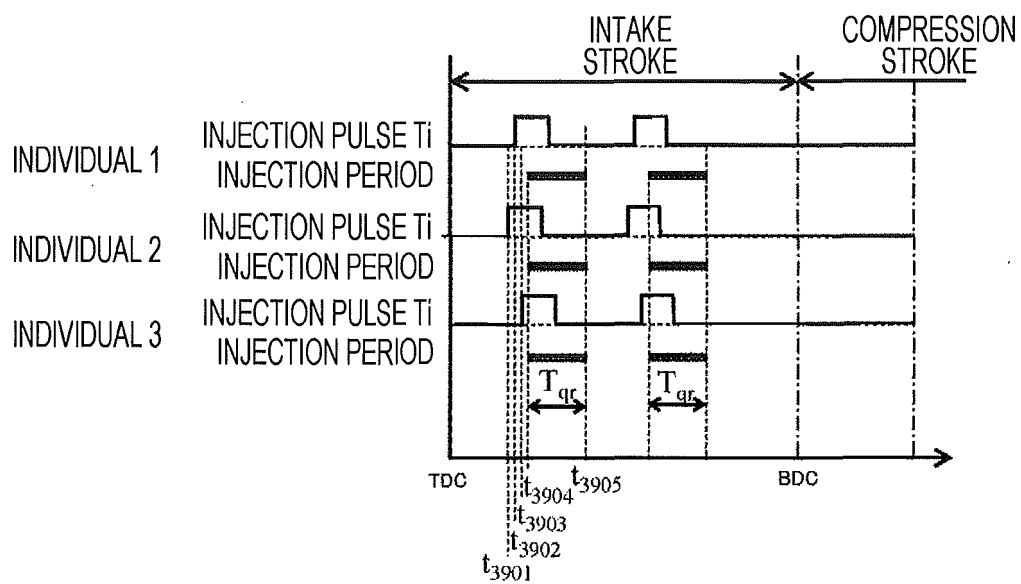 INTAKE STROKE
COMPRESSION STROKE
INDIVIDUAL 1
INJECTION PULSE Ti
INJECTION PERIOD
INDIVIDUAL 2
INJECTION PULSE Ti
INJECTION PERIOD
INDIVIDUAL 3
INJECTION PULSE Ti
INJECTION PERIOD
Tqr
Tqr
TDC
BDC
t3904
t3905
t3903
t3902
t3901